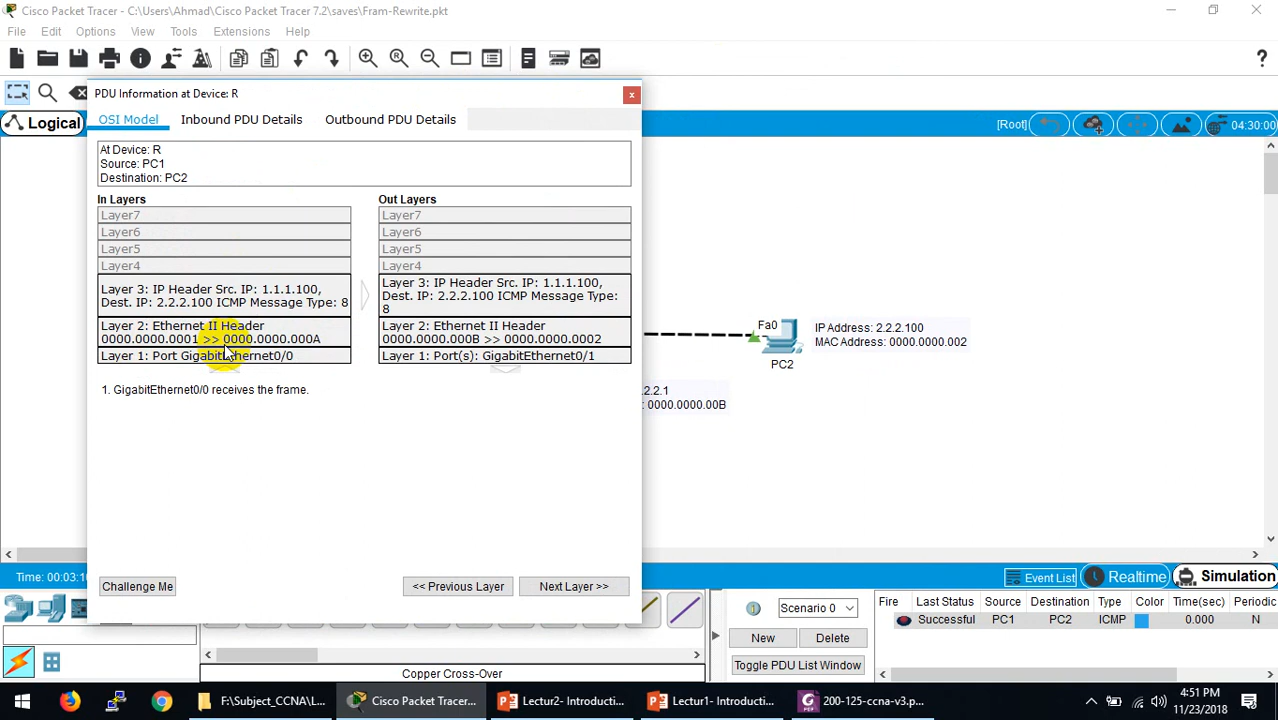 Cisco Packet Tracer - C:\Users\Ahmad\Cisco Packet Tracer 7.2\saves\Fram-Rewrite.pkt
File Edit Options View Tools Extensions Help
?
PDU Information at Device: R
x
OSI Model Inbound PDU Details Outbound PDU Details
Logical
[Root]
04:30:00
At Device: R
Source: PC1
Destination: PC2
In Layers
Layer7
Layer6
Layer5
Layer4
Layer 3: IP Header Src. IP: 1.1.1.100,
Dest. IP: 2.2.2.100 ICMP Message Type: 8
Layer 2: Ethernet II Header
0000.0000.0001 >> 0000.0000.000A
Layer 1: Port GigabitEthernet0/0
Out Layers
Layer7
Layer6
Layer5
Layer4
Layer 3: IP Header Src. IP: 1.1.1.100,
Dest. IP: 2.2.2.100 ICMP Message Type:
8
Layer 2: Ethernet II Header
0000.0000.000B >> 0000.0000.0002
Layer 1: Port(s): GigabitEthernet0/1
1. GigabitEthernet0/0 receives the frame.
Challenge Me
<< Previous Layer
Next Layer >>
Fa0
PC2
IP Address: 2.2.2.100
MAC Address: 0000.0000.002
2.2.1
: 0000.0000.00B
Time: 00:03:1
Event List
Realtime
Simulation
Scenario 0
New
Delete
Toggle PDU List Window
Fire Last Status Source Destination Type Color Time(sec) Periodic
Successful PC1 PC2 ICMP 0.000 N
Copper Cross-Over
F:\Subject_CCNA\L...
Cisco Packet Tracer...
Lectur2- Introducti...
Lectur1- Introducti...
200-125-ccna-v3.p...
4:51 PM
11/23/2018